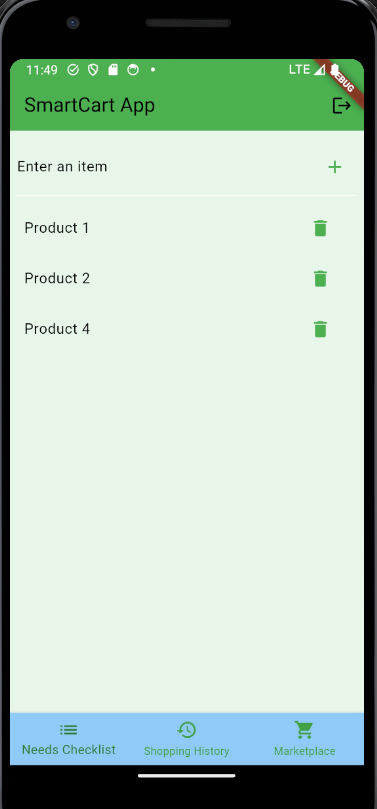 11:49 LTE
DEBUG
SmartCart App
Enter an item
Product 1
Product 2
Product 4
Needs Checklist
Shopping History
Marketplace